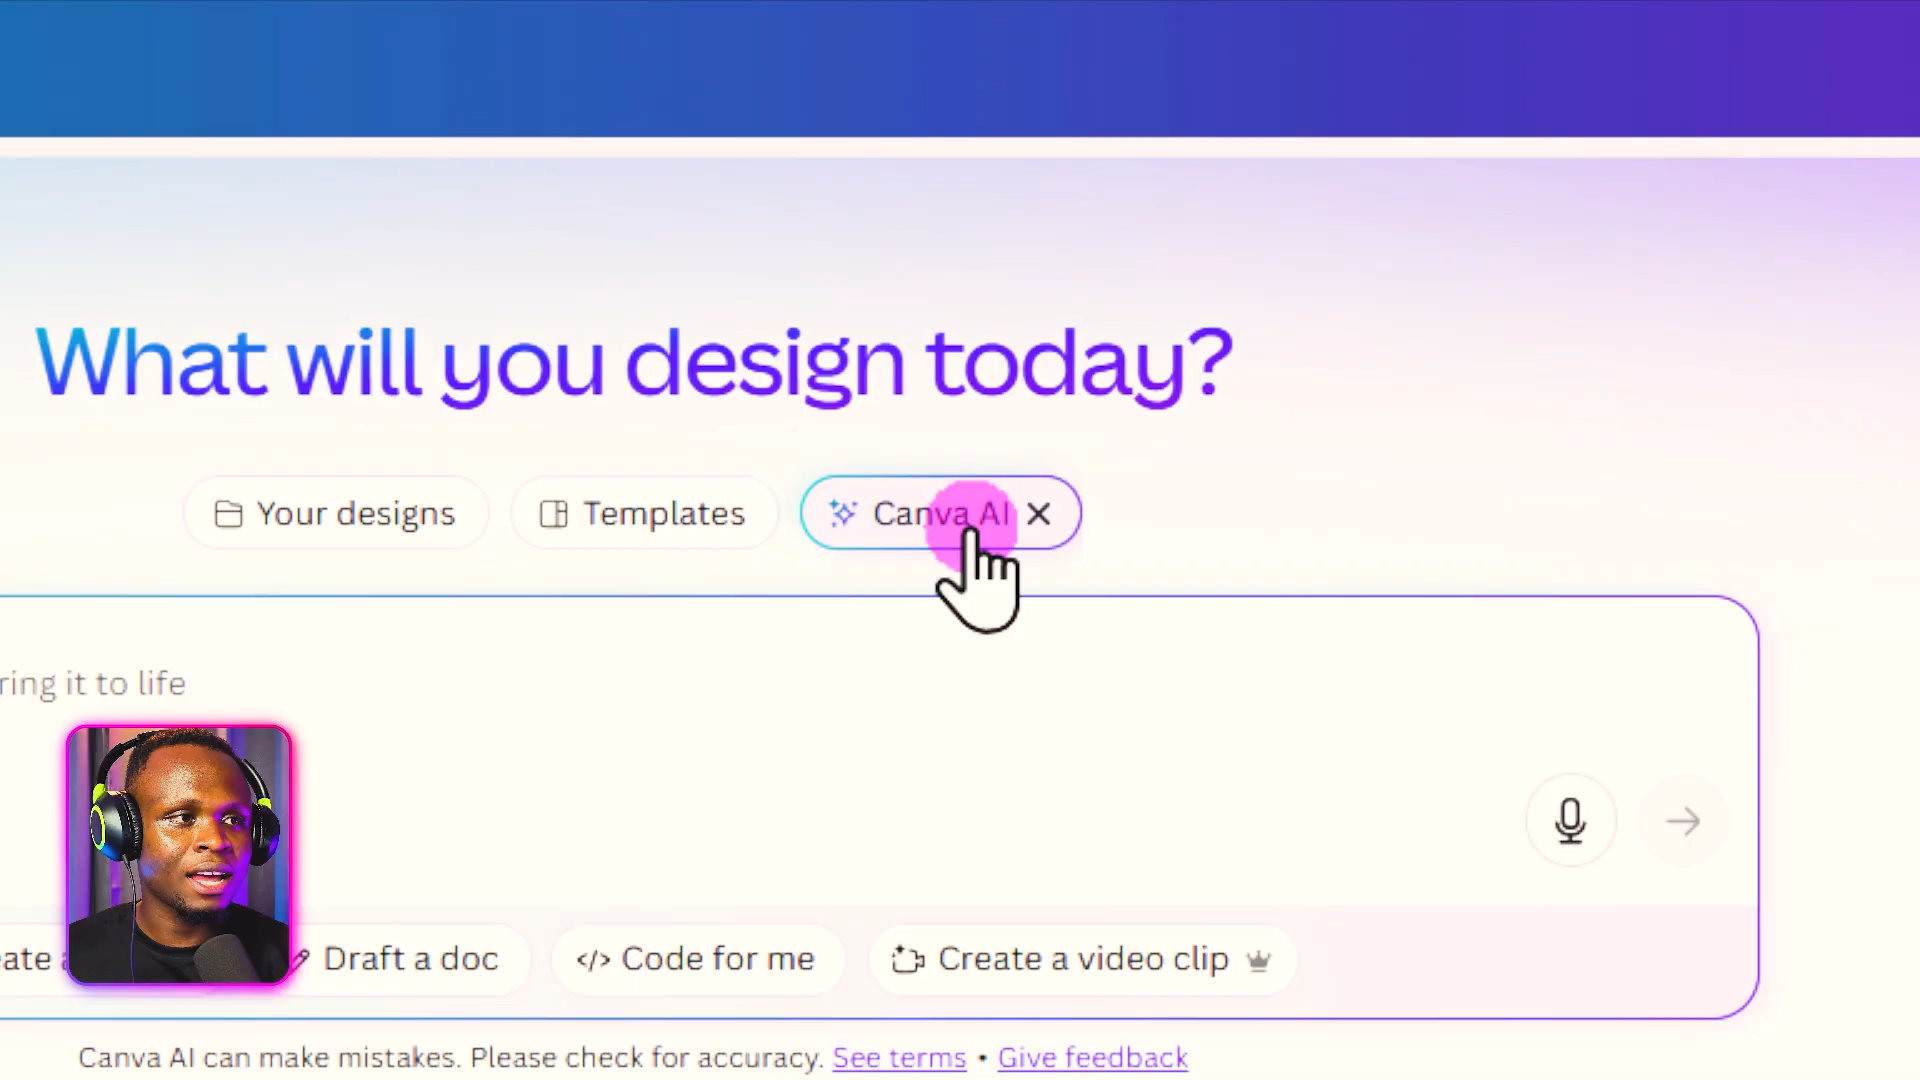 What will you design today?
Your designs
Templates
Canva AI
ring it to life
Draft a doc
</> Code for me
Create a video clip
Canva AI can make mistakes. Please check for accuracy. See terms • Give feedback